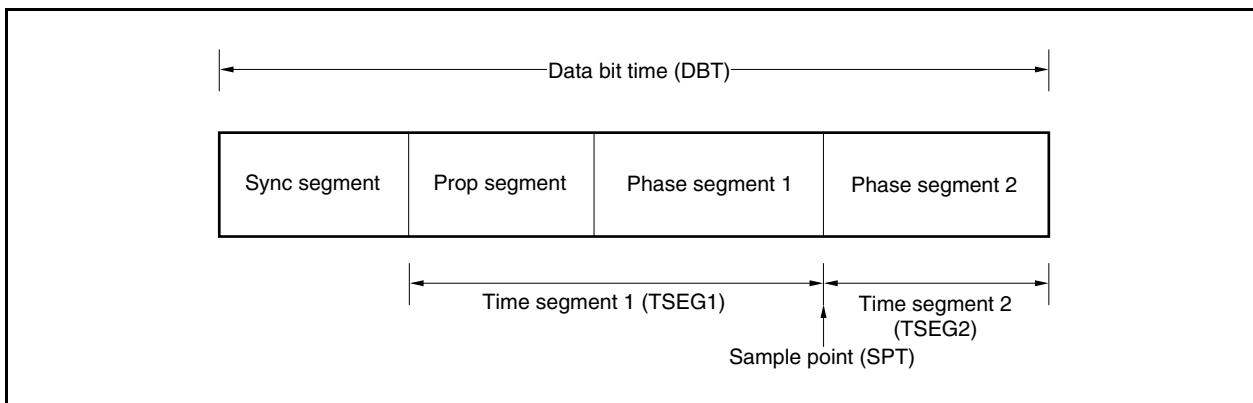 Data bit time (DBT)
Sync segment
Prop segment
Phase segment 1
Phase segment 2
Time segment 1 (TSEG1)
Time segment 2
(TSEG2)
Sample point (SPT)